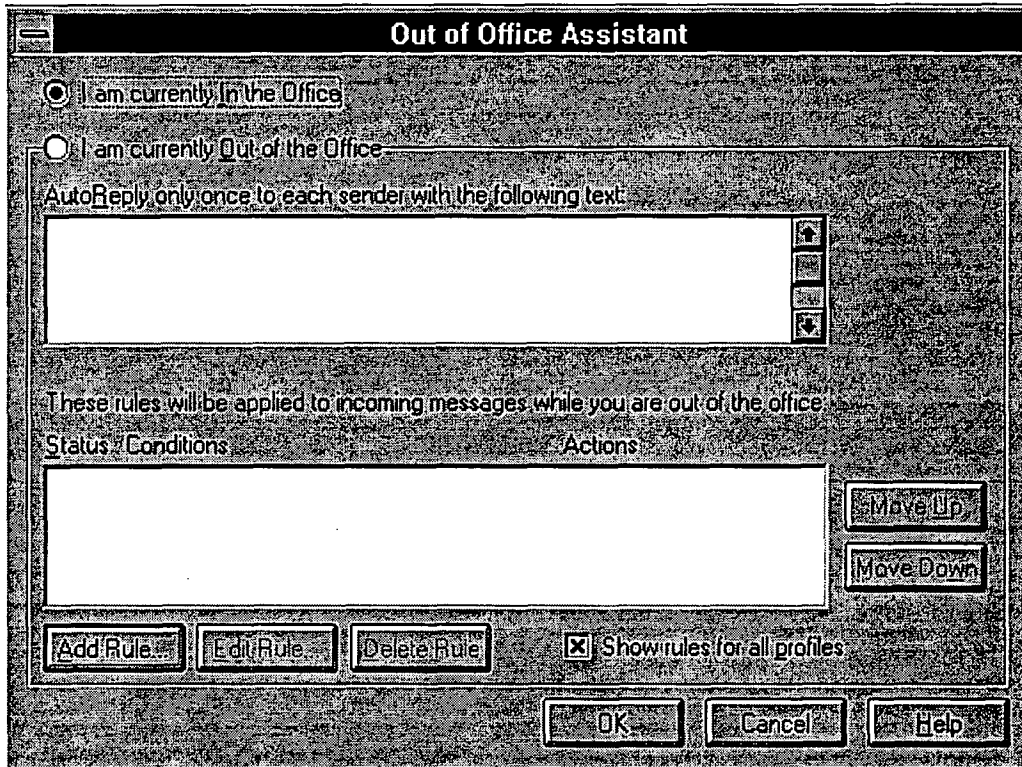 Out of Office Assistant
I am currently In the Office
I am currently Out of the Office
AutoReply only once to each sender with the following text:
These rules will be applied to incoming messages while you are out of the office:
Status Conditions Actions
Move Up
Move Down
Add Rule... Edit Rule... Delete Rule Show rules for all profiles
OK Cancel Help